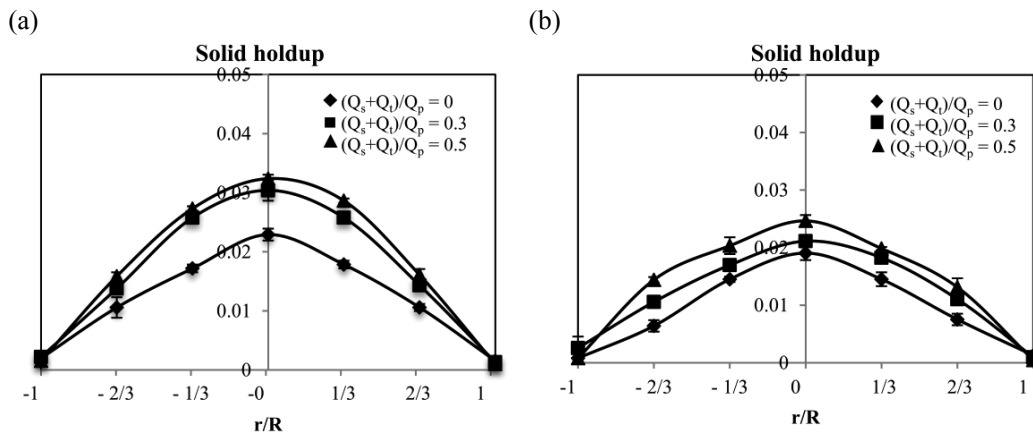 (a)
Solid holdup
0.05
0.04
0.03
0.02
0.01
0
(Qs+Qt)/Qp = 0
(Qs+Qt)/Qp = 0.3
(Qs+Qt)/Qp = 0.5
-1 - 2/3 - 1/3 -0 1/3 2/3 1
r/R
(b)
Solid holdup
0.05
0.04
0.03
0.02
0.01
0
(Qs+Qt)/Qp = 0
(Qs+Qt)/Qp = 0.3
(Qs+Qt)/Qp = 0.5
-1 - 2/3 - 1/3 0 1/3 2/3 1
r/R